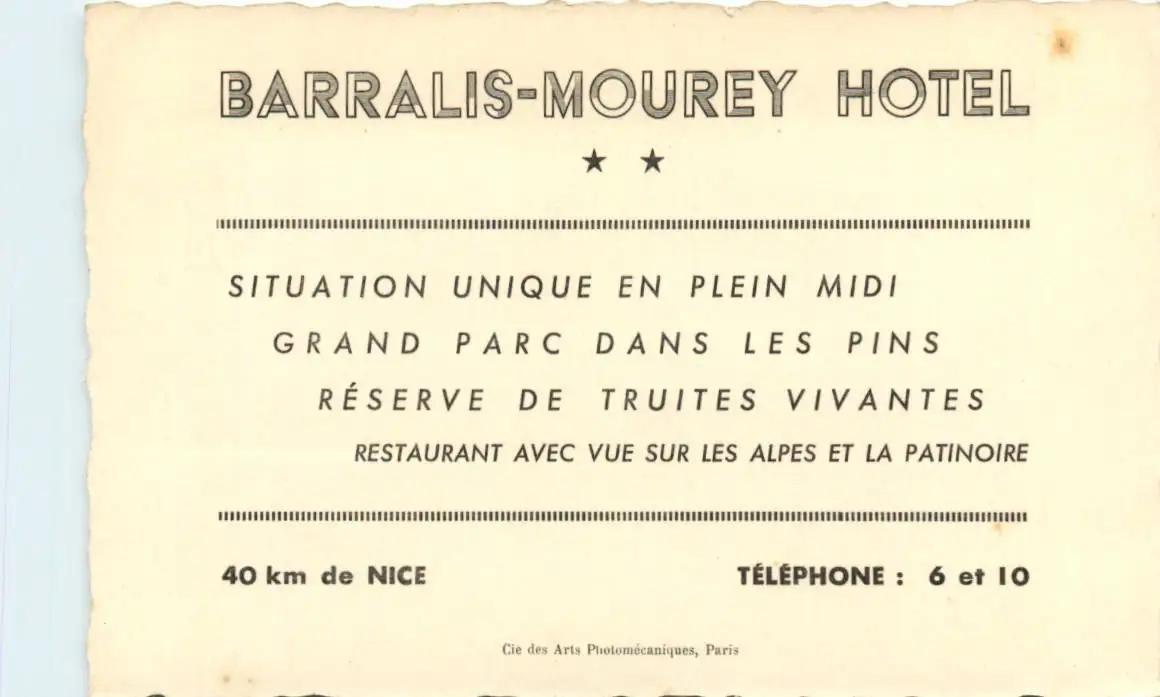 BARRALIS-MOUREY HOTEL
★ ★
SITUATION UNIQUE EN PLEIN MIDI
GRAND PARC DANS LES PINS
RÉSERVE DE TRUITES VIVANTES
RESTAURANT AVEC VUE SUR LES ALPES ET LA PATINOIRE
40 km de NICE TÉLÉPHONE : 6 et 10
Cie des Arts Photomécaniques, Paris